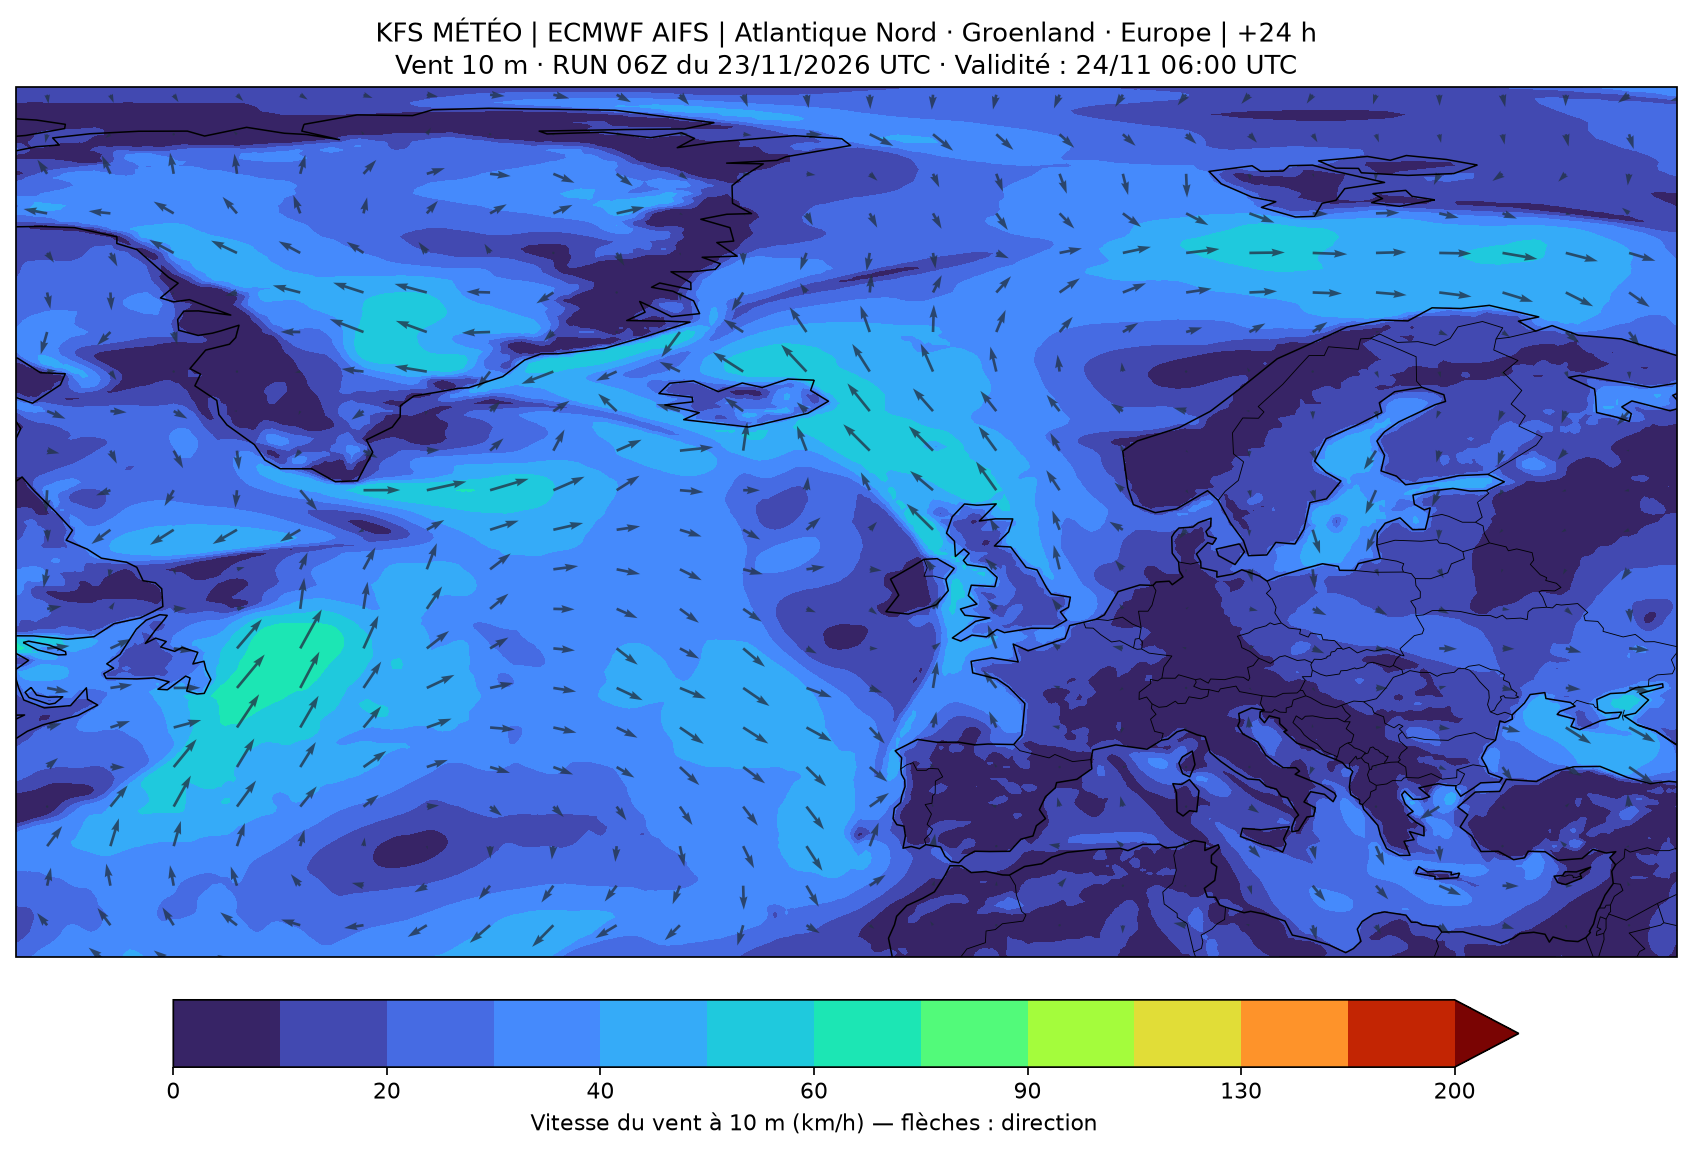 KFS MÉTÉO | ECMWF AIFS | Atlantique Nord · Groenland · Europe | +24 h
Vent 10 m · RUN 06Z du 23/11/2026 UTC · Validité : 24/11 06:00 UTC
0 20 40 60 90 130 200
Vitesse du vent à 10 m (km/h) — flèches : direction